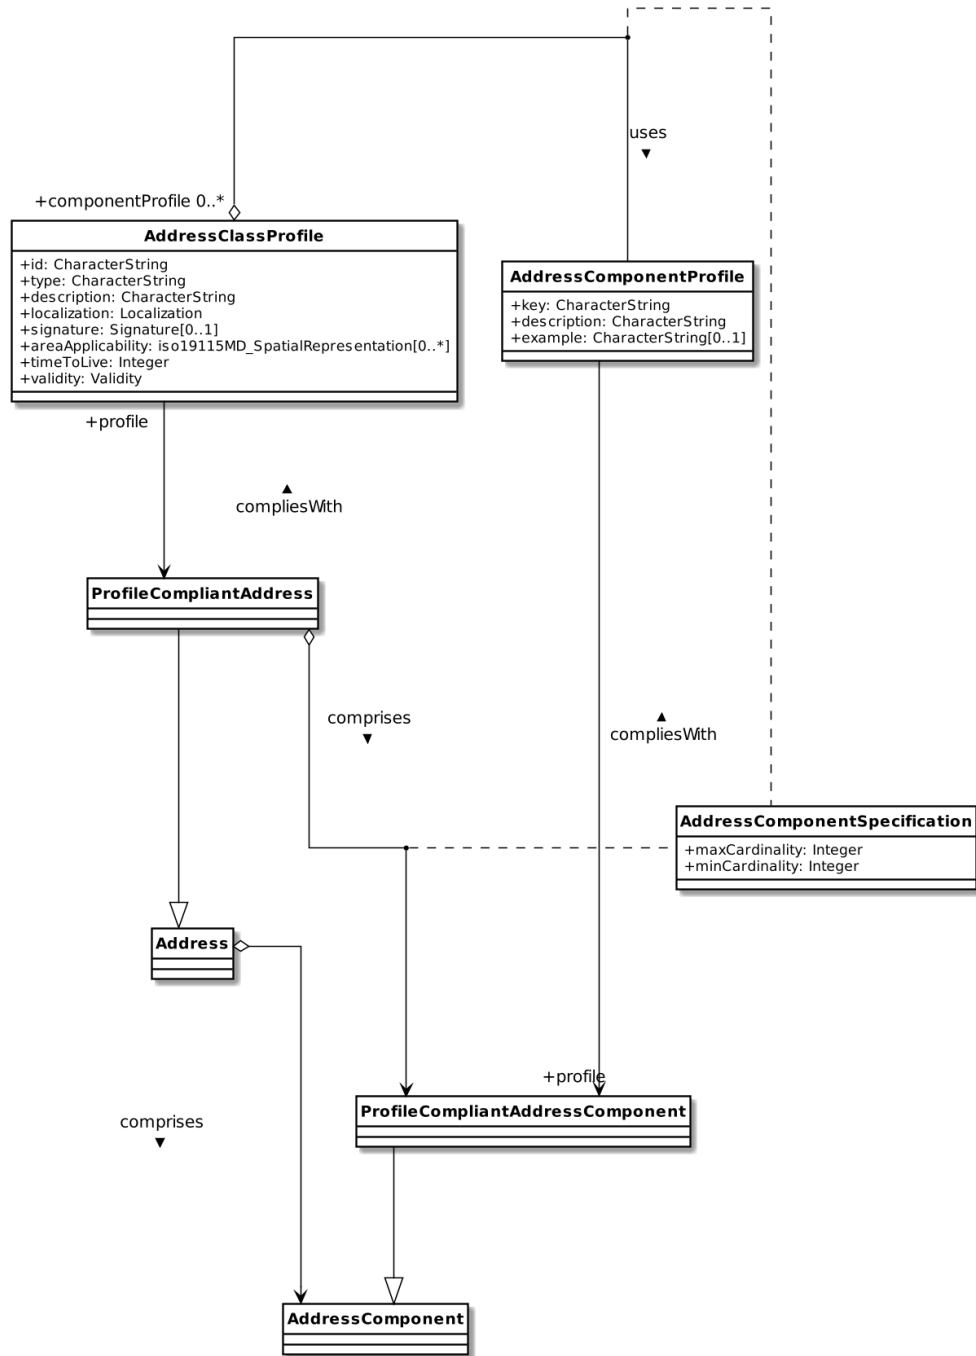 uses
▼
+componentProfile 0..*
AddressClassProfile
+id: CharacterString
+type: CharacterString
+description: CharacterString
+localization: Localization
+signature: Signature[0..1]
+areaApplicability: iso19115MD_SpatialRepresentation[0..*]
+timeToLive: Integer
+validity: Validity
AddressComponentProfile
+key: CharacterString
+description: CharacterString
+example: CharacterString[0..1]
+profile
▲
compliesWith
ProfileCompliantAddress
comprises
▼
▲
compliesWith
AddressComponentSpecification
+maxCardinality: Integer
+minCardinality: Integer
Address
+profile
ProfileCompliantAddressComponent
comprises
▼
AddressComponent